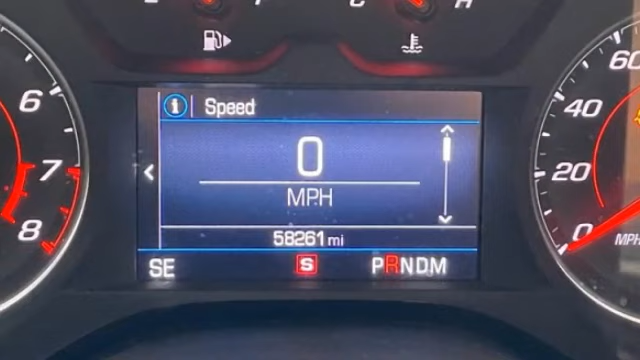 E F C H
6 7 8
i Speed
0
MPH
58261 mi
SE S PRNDM
60
40
20
0
MPH